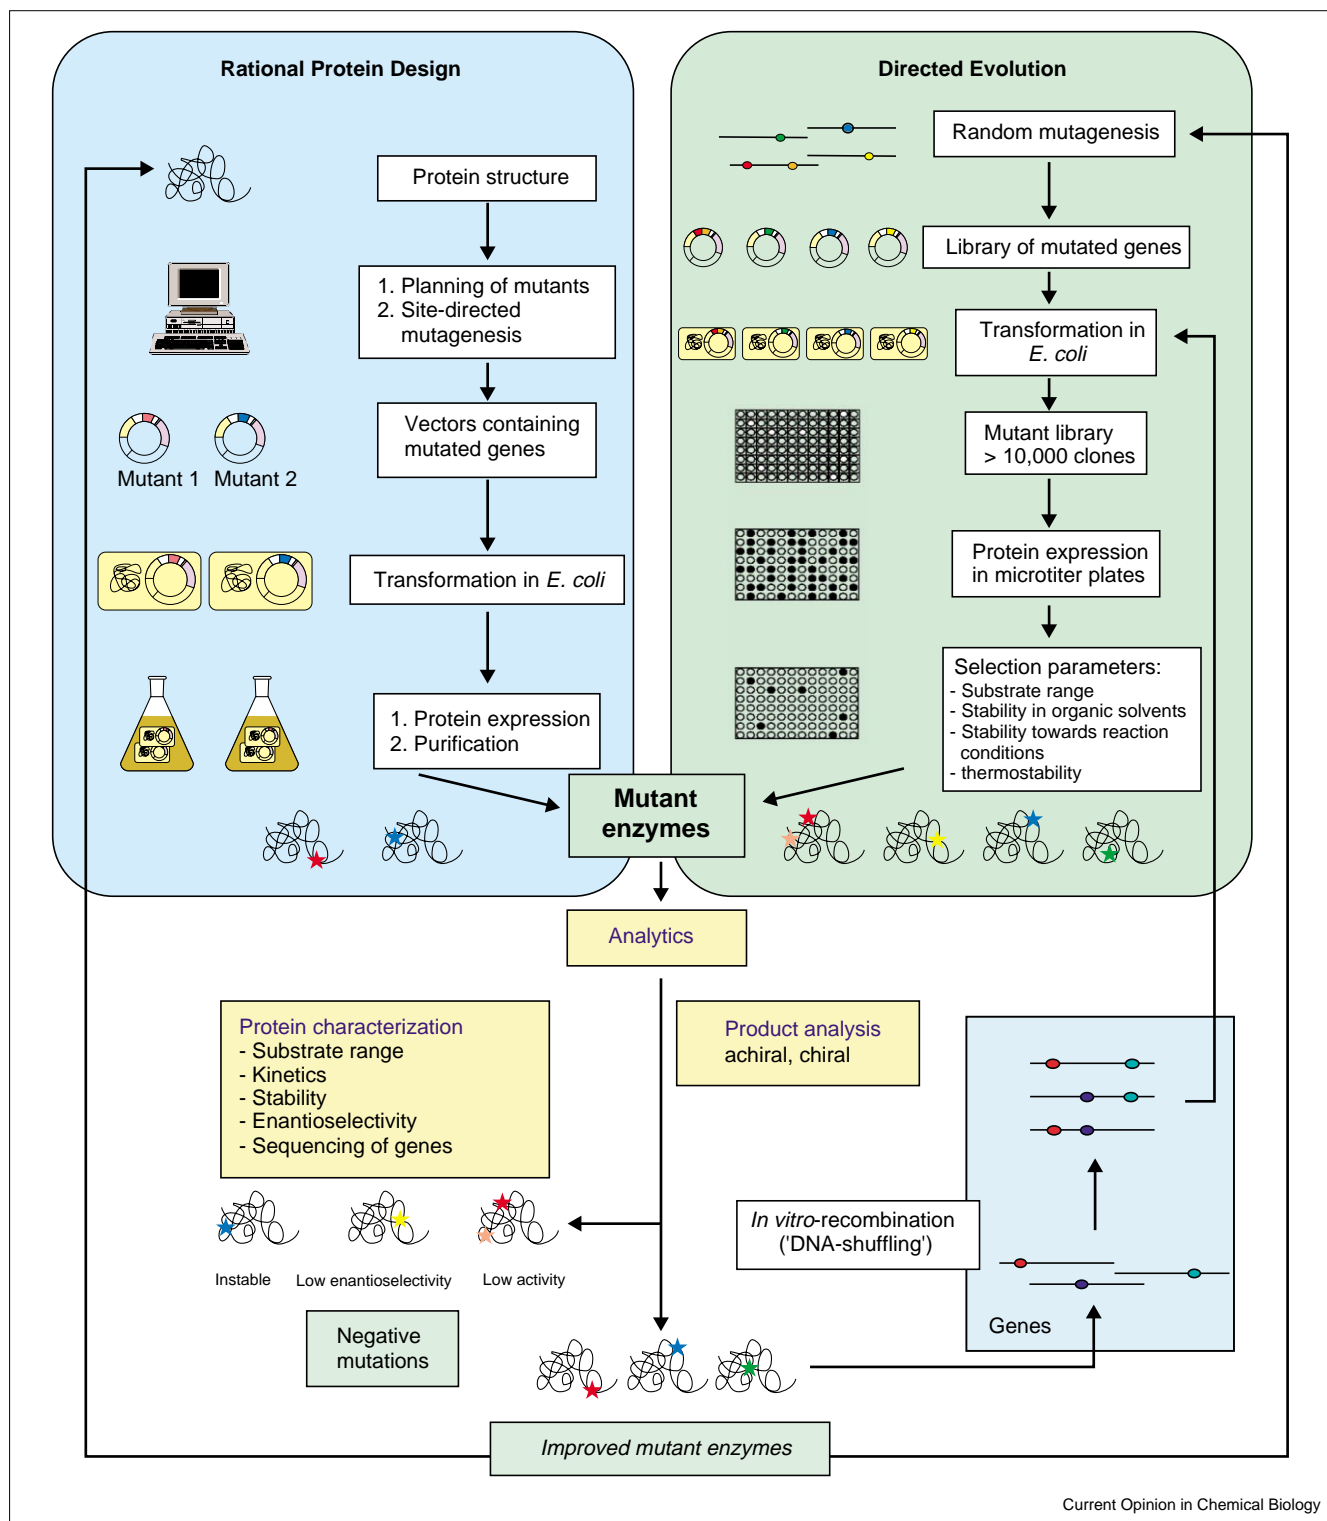 Rational Protein Design
Protein structure
1. Planning of mutants
2. Site-directed
mutagenesis
Vectors containing
mutated genes
Mutant 1 Mutant 2
Transformation in E. coli
1. Protein expression
2. Purification
Directed Evolution
Random mutagenesis
Library of mutated genes
Transformation in
E. coli
Mutant library
> 10,000 clones
Protein expression
in microtiter plates
Selection parameters:
- Substrate range
- Stability in organic solvents
- Stability towards reaction
conditions
- thermostability
Mutant
enzymes
Analytics
Protein characterization
- Substrate range
- Kinetics
- Stability
- Enantioselectivity
- Sequencing of genes
Product analysis
achiral, chiral
Instable
Low enantioselectivity
Low activity
Negative
mutations
In vitro-recombination
('DNA-shuffling')
Genes
Improved mutant enzymes
Current Opinion in Chemical Biology